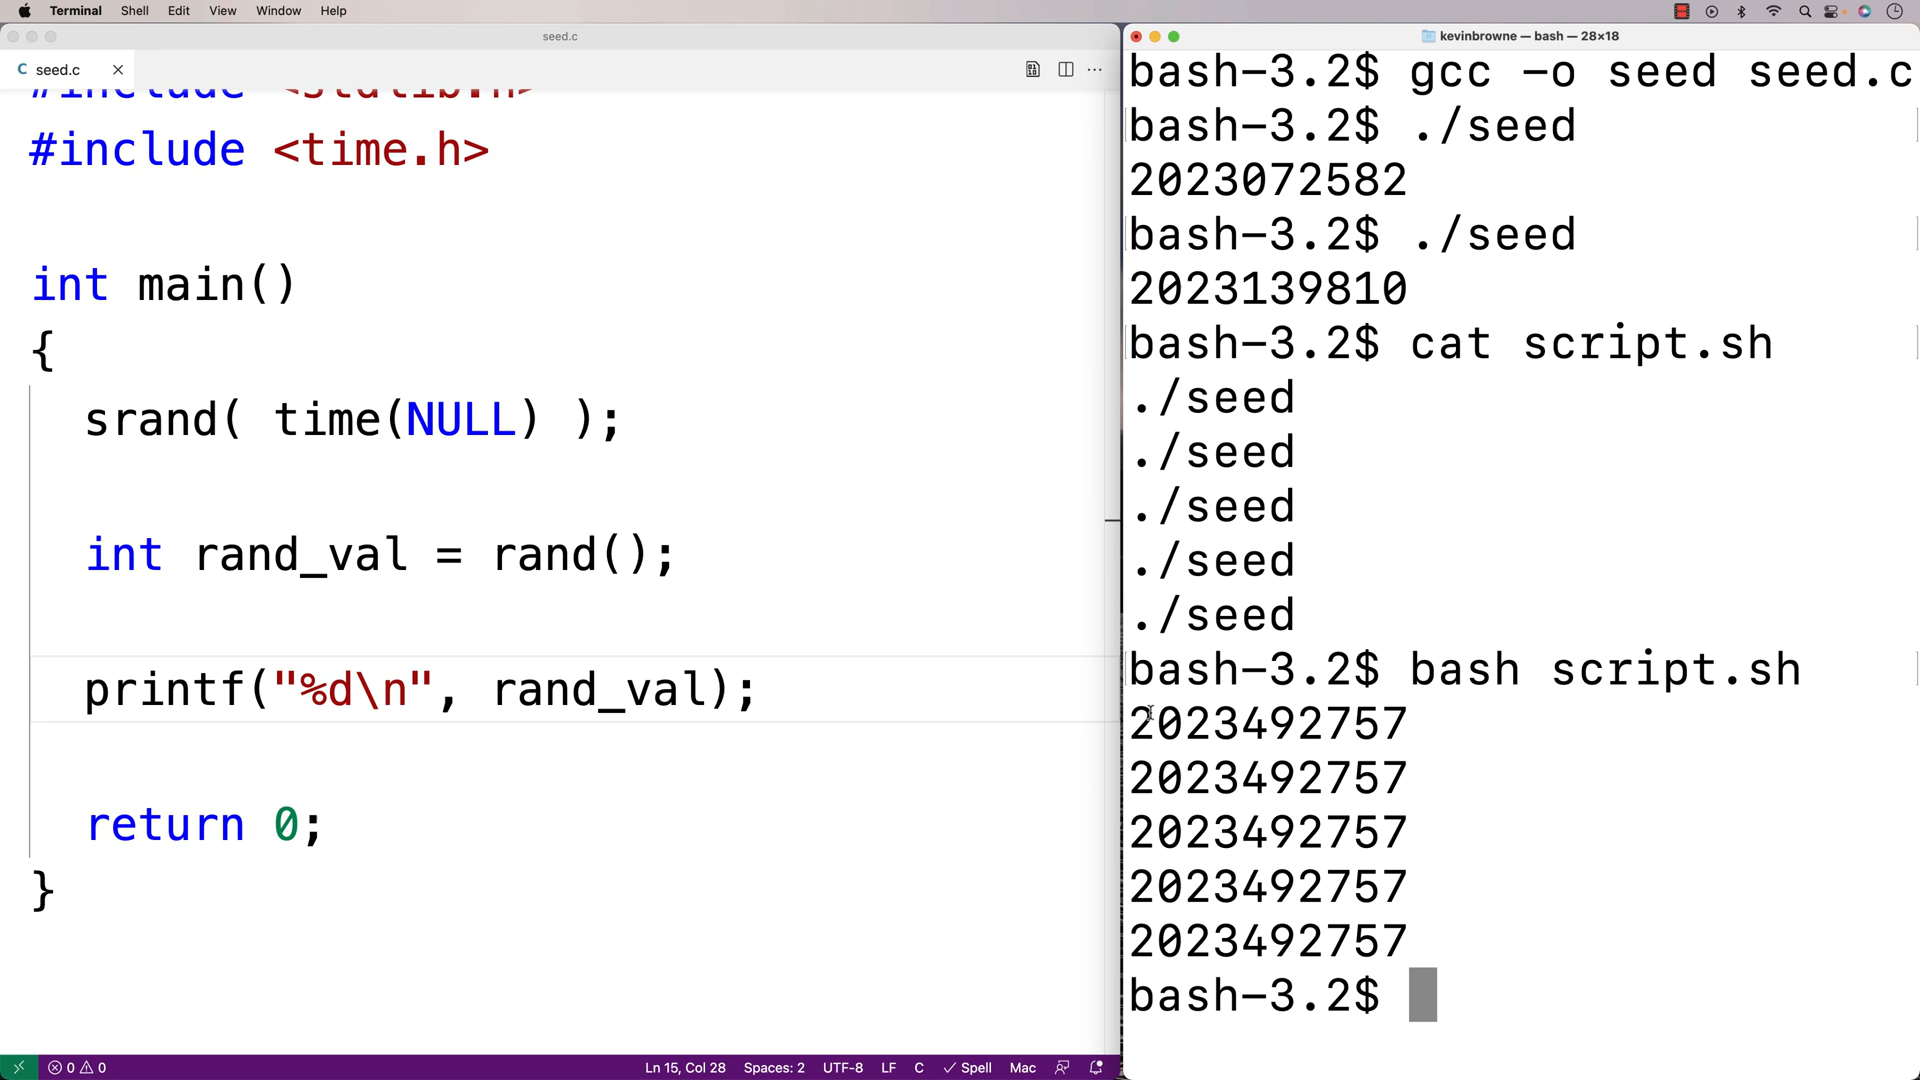 Terminal Shell Edit View Window Help
seed.c
C seed.c
#include <stdlib.h>
#include <time.h>
int main()
{
srand( time(NULL) );
int rand_val = rand();
printf("%d\n", rand_val);
return 0;
}
0 0 Ln 15, Col 28 Spaces: 2 UTF-8 LF C Spell Mac
kevinbrowne — bash — 28×18
bash-3.2$ gcc -o seed seed.c
bash-3.2$ ./seed
2023072582
bash-3.2$ ./seed
2023139810
bash-3.2$ cat script.sh
./seed
./seed
./seed
./seed
./seed
bash-3.2$ bash script.sh
2023492757
2023492757
2023492757
2023492757
2023492757
bash-3.2$